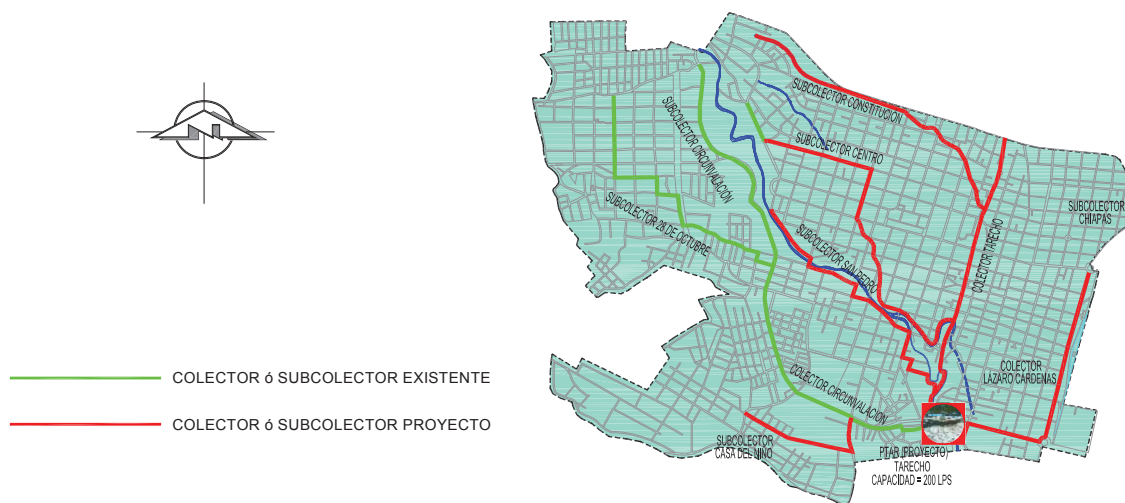 SUBCOLECTOR CONSTITUCION
SUBCOLECTOR CIRCUNVALACIÓN
SUBCOLECTOR CENTRO
SUBCOLECTOR
CHIAPAS
SUBCOLECTOR 28 DE OCTUBRE
SUBCOLECTOR SAN PEDRO
COLECTOR TARECHO
COLECTOR
LAZARO CARDENAS
COLECTOR CIRCUNVALACION
COLECTOR ó SUBCOLECTOR EXISTENTE
COLECTOR ó SUBCOLECTOR PROYECTO
SUBCOLECTOR
CASA DEL NIÑO
PTAR (PROYECTO)
TARECHO
CAPACIDAD = 200 LPS